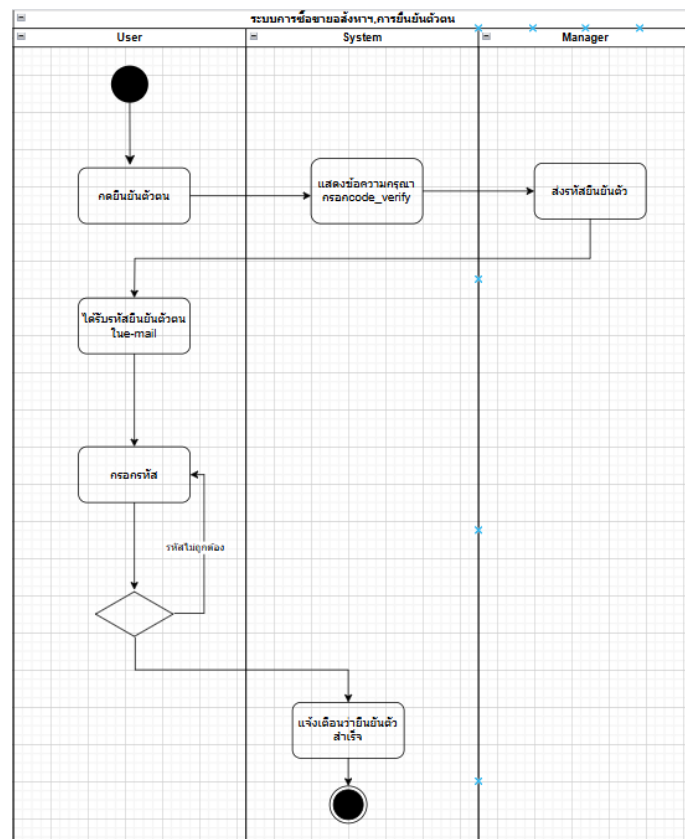 ระบบการซื้อขายอสังหาฯ,การยืนยันตัวตน
User
System
Manager
กดยืนยันตัวตน
แสดงข้อความกรุณา
กรอกcode_verify
ส่งรหัสยืนยันตัว
ได้รับรหัสยืนยันตัวตน
ในe-mail
กรอกรหัส
รหัสไม่ถูกต้อง
แจ้งเตือนว่ายืนยันตัว
สำเร็จ